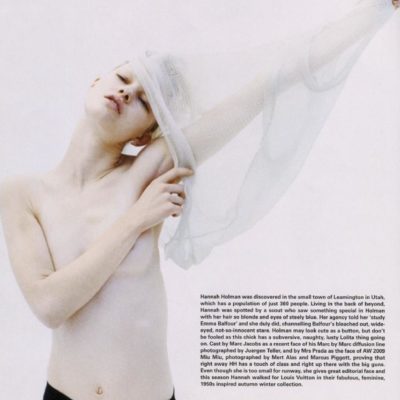 Hannah Holman was discovered in the small town of Leamington in Utah,
which has a population of just 360 people. Living in the back of beyond,
Hannah was spotted by a scout who saw something special in Holman
with her hair so blonde and eyes of steely blue. Her agency told her 'study
Emma Balfour' and she duly did, channelling Balfour's bleached out, wide-
eyed, not-so-innocent stare. Holman may look cute as a button, but don't
be fooled as this chick has a subversive, naughty, lusty Lolita thing going
on. Cast by Marc Jacobs as a recent face of his Marc by Marc diffusion line
photographed by Juergen Teller, and by Mrs Prada as the face of AW 2009
Miu Miu, photographed by Mert Alas and Marcus Piggott, proving that
right away HH has a touch of class and right up there with the big guns.
Even though she is too small for runway, she gives great editorial face and
this season Hannah walked for Louis Vuitton in their fabulous, feminine,
1950s inspired autumn winter collection.